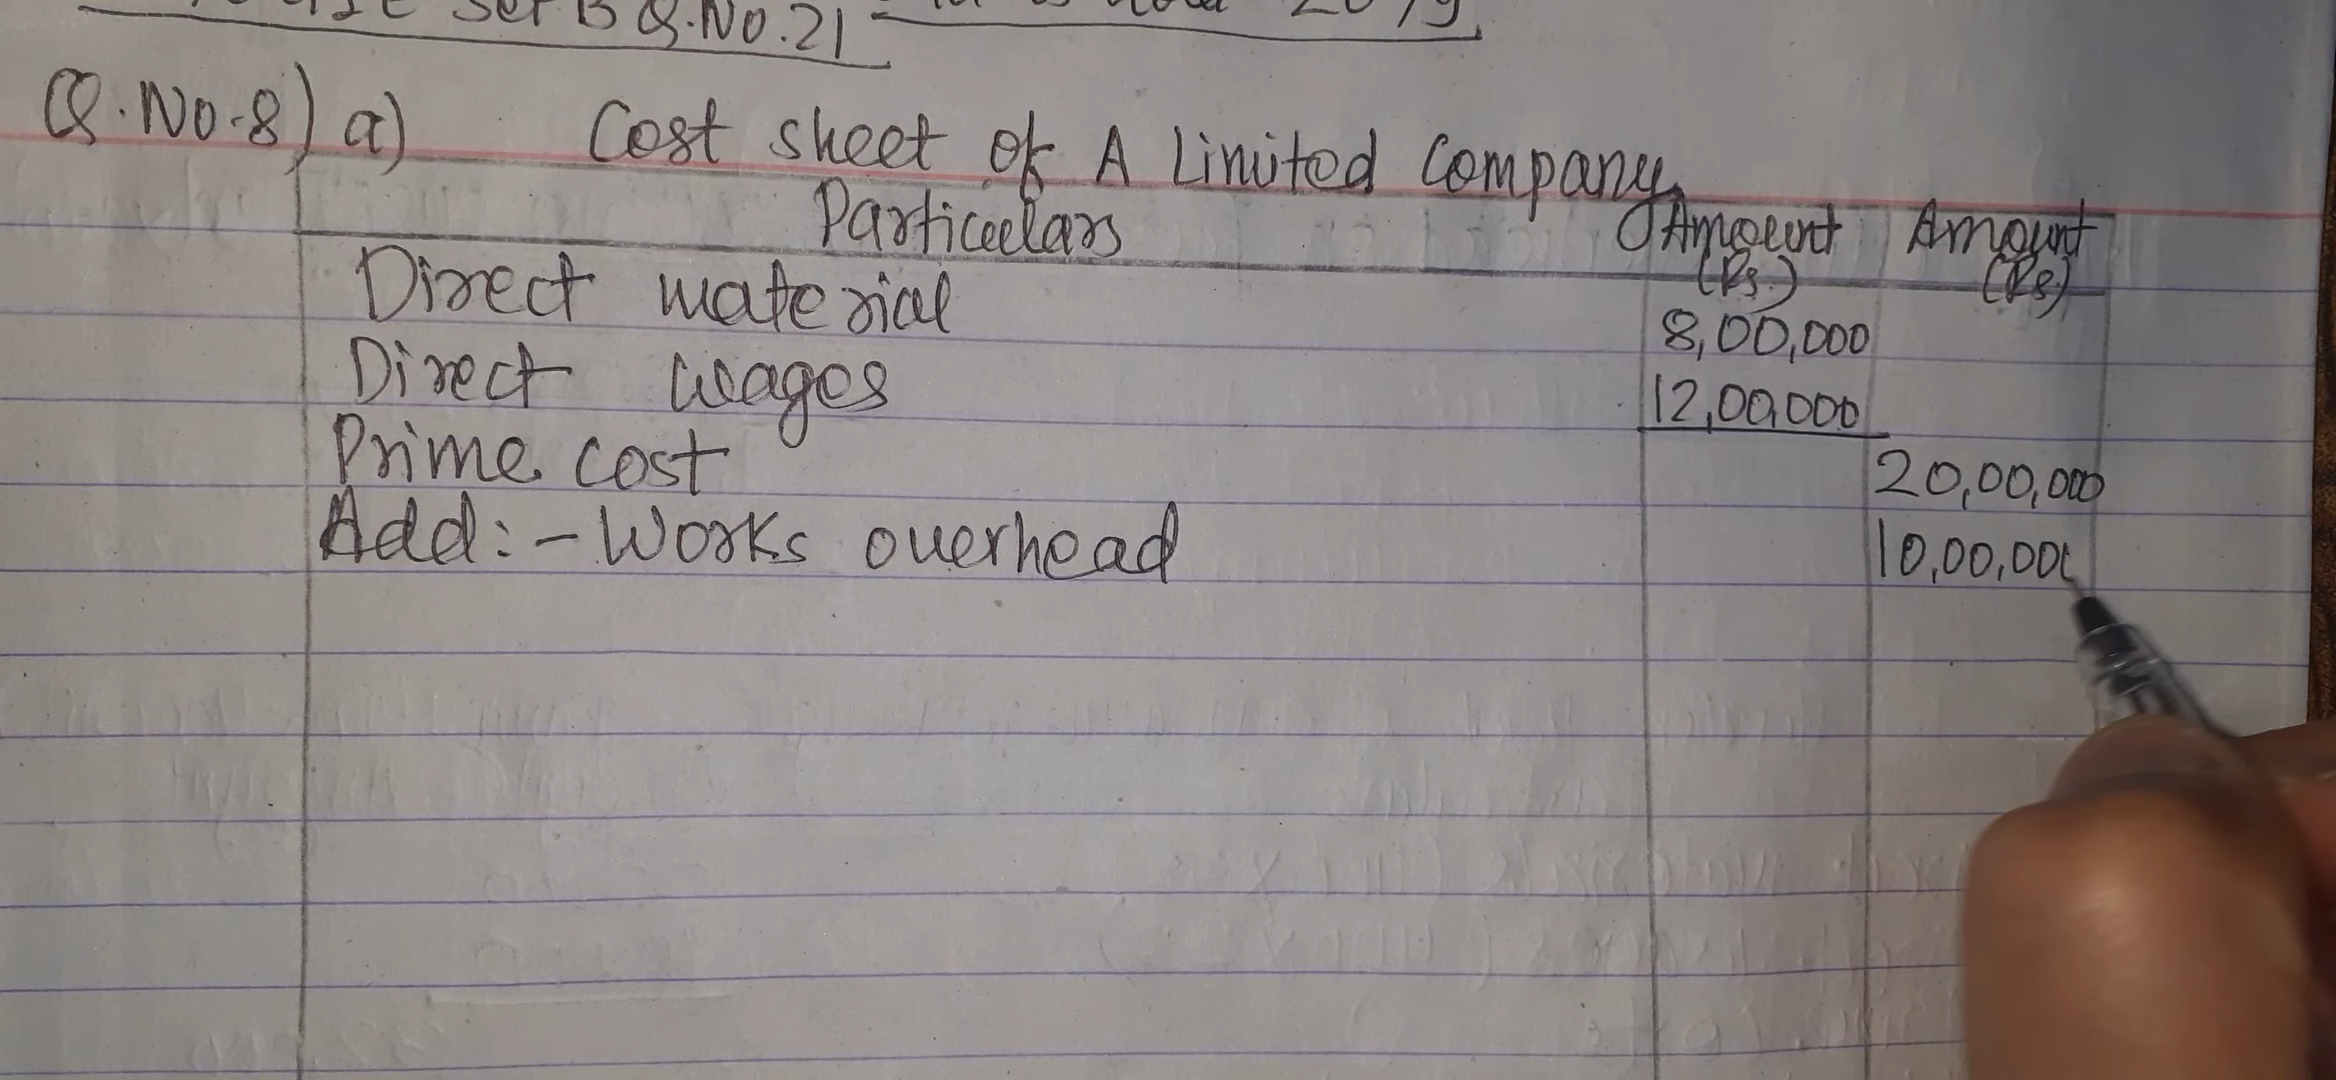 Set B Q.No.21
Q.No-8) a) Cost sheet of A Limited Company
Particulars Amount (Rs.) Amount (Rs)
Direct material 8,00,000
Direct wages 12,00,000
Prime cost 20,00,000
Add:- Works overhead 10,00,000